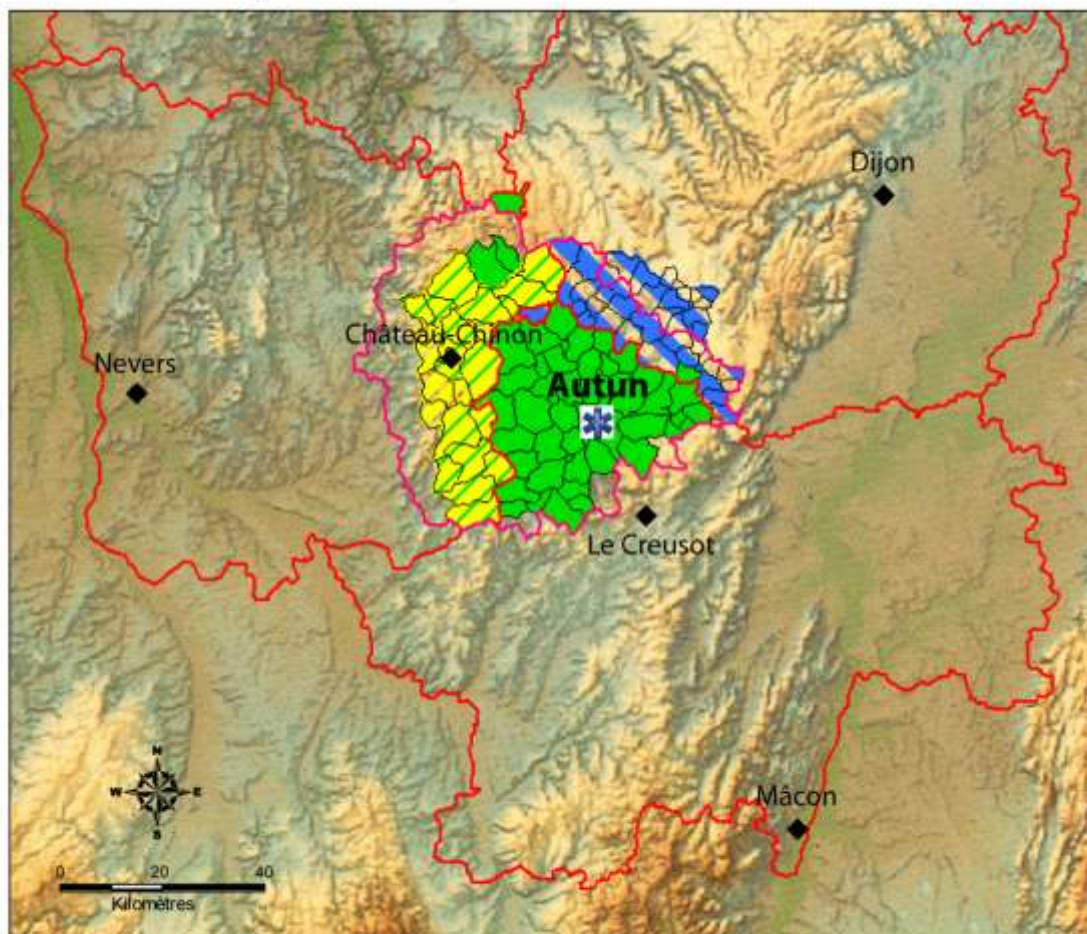 Dijon
Château-Chinon
Nevers
Autun
Le Creusot
N
W E
S
Mâcon
0 20 40
Kilomètres